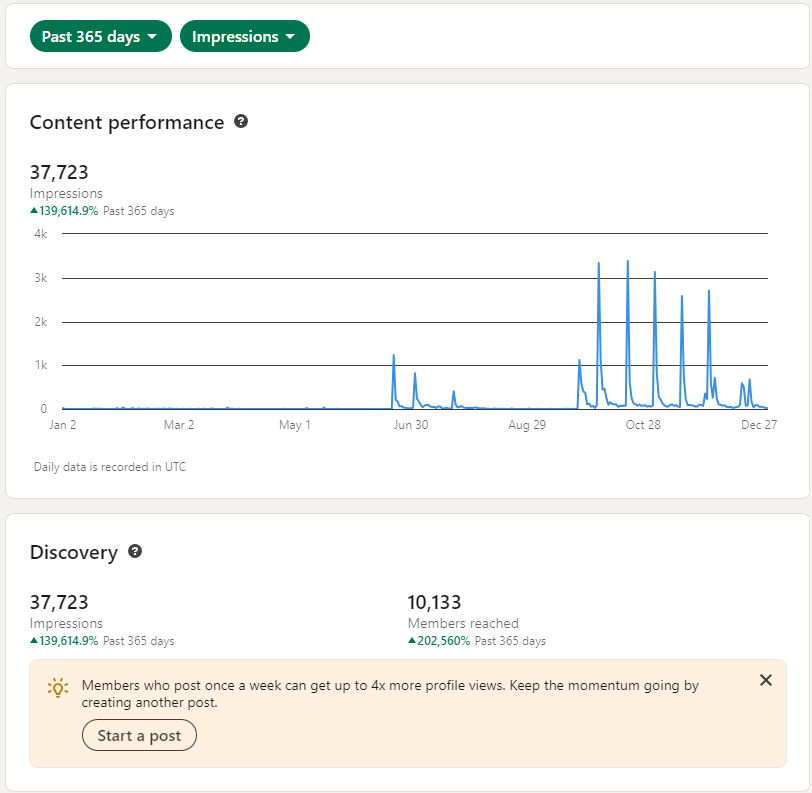 Past 365 days
Impressions
Content performance
37,723
Impressions
139,614.9% Past 365 days
4k
3k
2k
1k
0
Jan 2
Mar 2
May 1
Jun 30
Aug 29
Oct 28
Dec 27
Daily data is recorded in UTC
Discovery
37,723
Impressions
139,614.9% Past 365 days
10,133
Members reached
202,560% Past 365 days
Members who post once a week can get up to 4x more profile views. Keep the momentum going by
creating another post.
Start a post